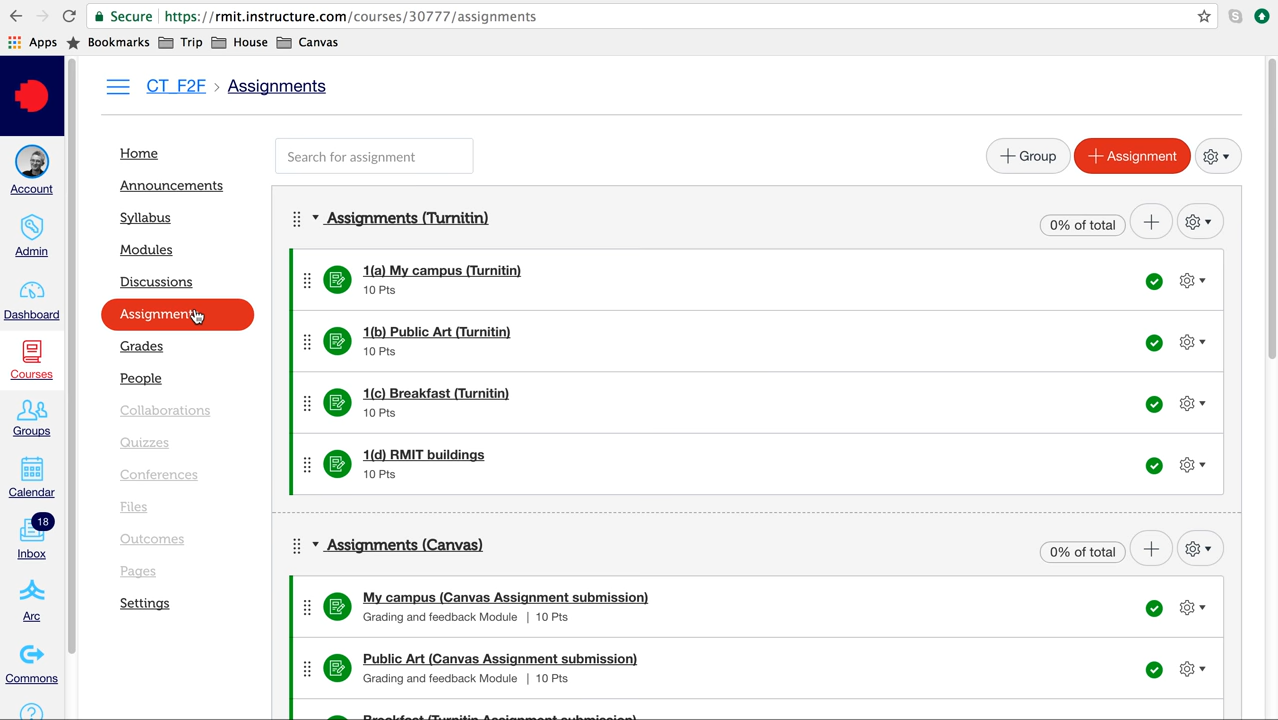 Secure
https://rmit.instructure.com/courses/30777/assignments
Apps
Bookmarks
Trip
House
Canvas
CT_F2F > Assignments
Account
Admin
Dashboard
Courses
Groups
Calendar
18
Inbox
Arc
Commons
Home
Announcements
Syllabus
Modules
Discussions
Assignments
Grades
People
Collaborations
Quizzes
Conferences
Files
Outcomes
Pages
Settings
Search for assignment
+ Group
+ Assignment
Assignments (Turnitin)
0% of total
1(a) My campus (Turnitin)
10 Pts
1(b) Public Art (Turnitin)
10 Pts
1(c) Breakfast (Turnitin)
10 Pts
1(d) RMIT buildings
10 Pts
Assignments (Canvas)
0% of total
My campus (Canvas Assignment submission)
Grading and feedback Module | 10 Pts
Public Art (Canvas Assignment submission)
Grading and feedback Module | 10 Pts
Breakfast (Turnitin Assignment submission)